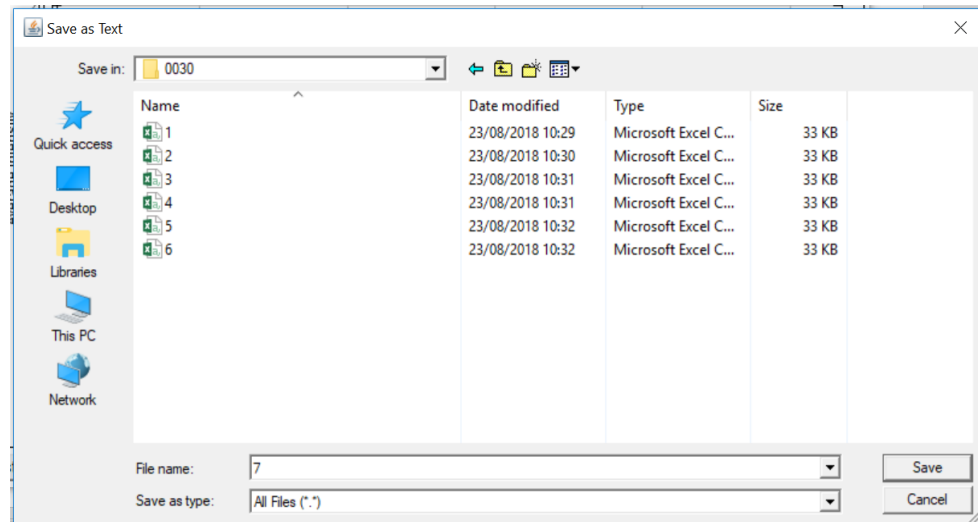 Save as Text
Save in: 0030
Name Date modified Type Size
1 23/08/2018 10:29 Microsoft Excel C... 33 KB
2 23/08/2018 10:30 Microsoft Excel C... 33 KB
3 23/08/2018 10:31 Microsoft Excel C... 33 KB
4 23/08/2018 10:31 Microsoft Excel C... 33 KB
5 23/08/2018 10:32 Microsoft Excel C... 33 KB
6 23/08/2018 10:32 Microsoft Excel C... 33 KB
Quick access
Desktop
Libraries
This PC
Network
File name: 7 Save
Save as type: All Files (*.*) Cancel